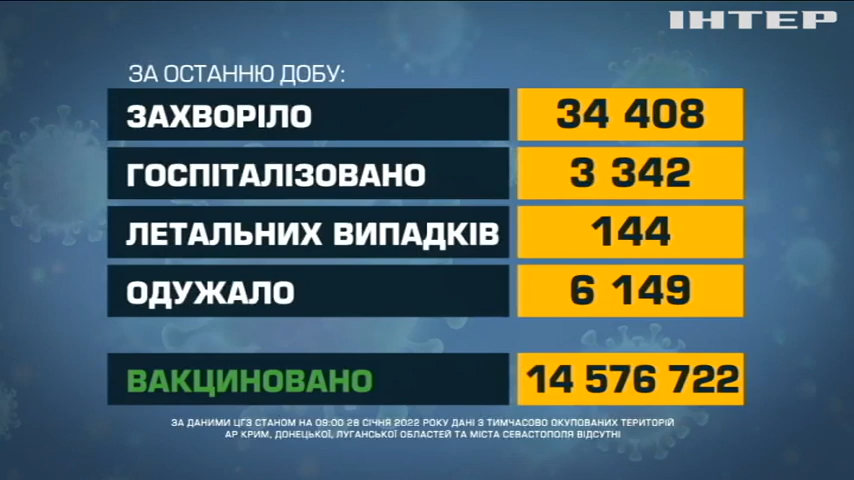 ІНТЕР
ЗА ОСТАННЮ ДОБУ:
ЗАХВОРІЛО 34 408
ГОСПІТАЛІЗОВАНО 3 342
ЛЕТАЛЬНИХ ВИПАДКІВ 144
ОДУЖАЛО 6 149
ВАКЦИНОВАНО 14 576 722
ЗА ДАНИМИ ЦГЗ СТАНОМ НА 09:00 28 СІЧНЯ 2022 РОКУ ДАНІ З ТИМЧАСОВО ОКУПОВАНИХ ТЕРИТОРІЙ
АР КРИМ, ДОНЕЦЬКОЇ, ЛУГАНСЬКОЇ ОБЛАСТЕЙ ТА МІСТА СЕВАСТОПОЛЯ ВІДСУТНІ